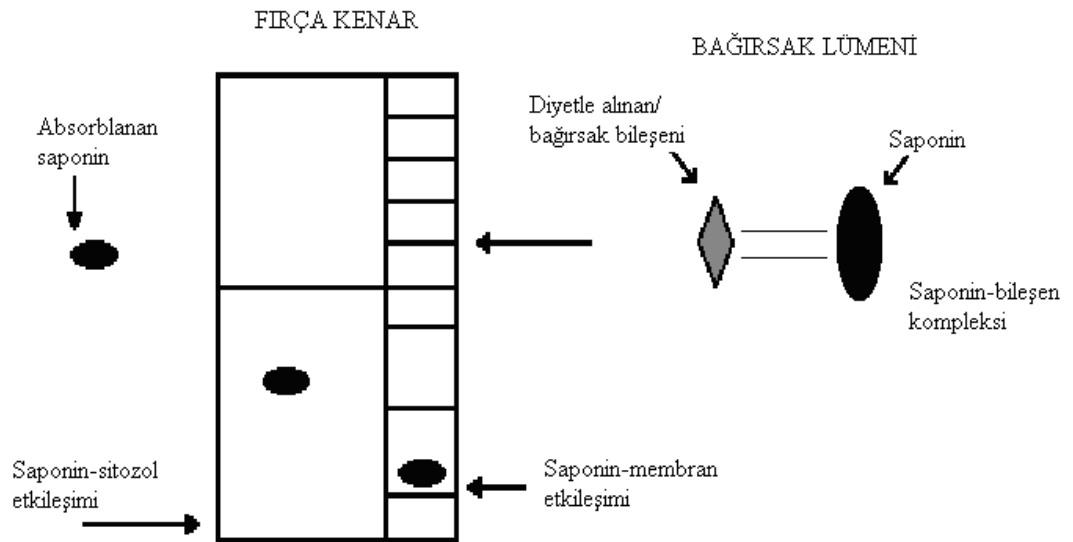 FIRÇA KENAR
BAĞIRSAK LÜMENİ
Absorblanan
saponin
Diyetle alınan/
bağırsak bileşeni
Saponin
Saponin-bileşen
kompleksi
Saponin-sitozol
etkileşimi
Saponin-membran
etkileşimi